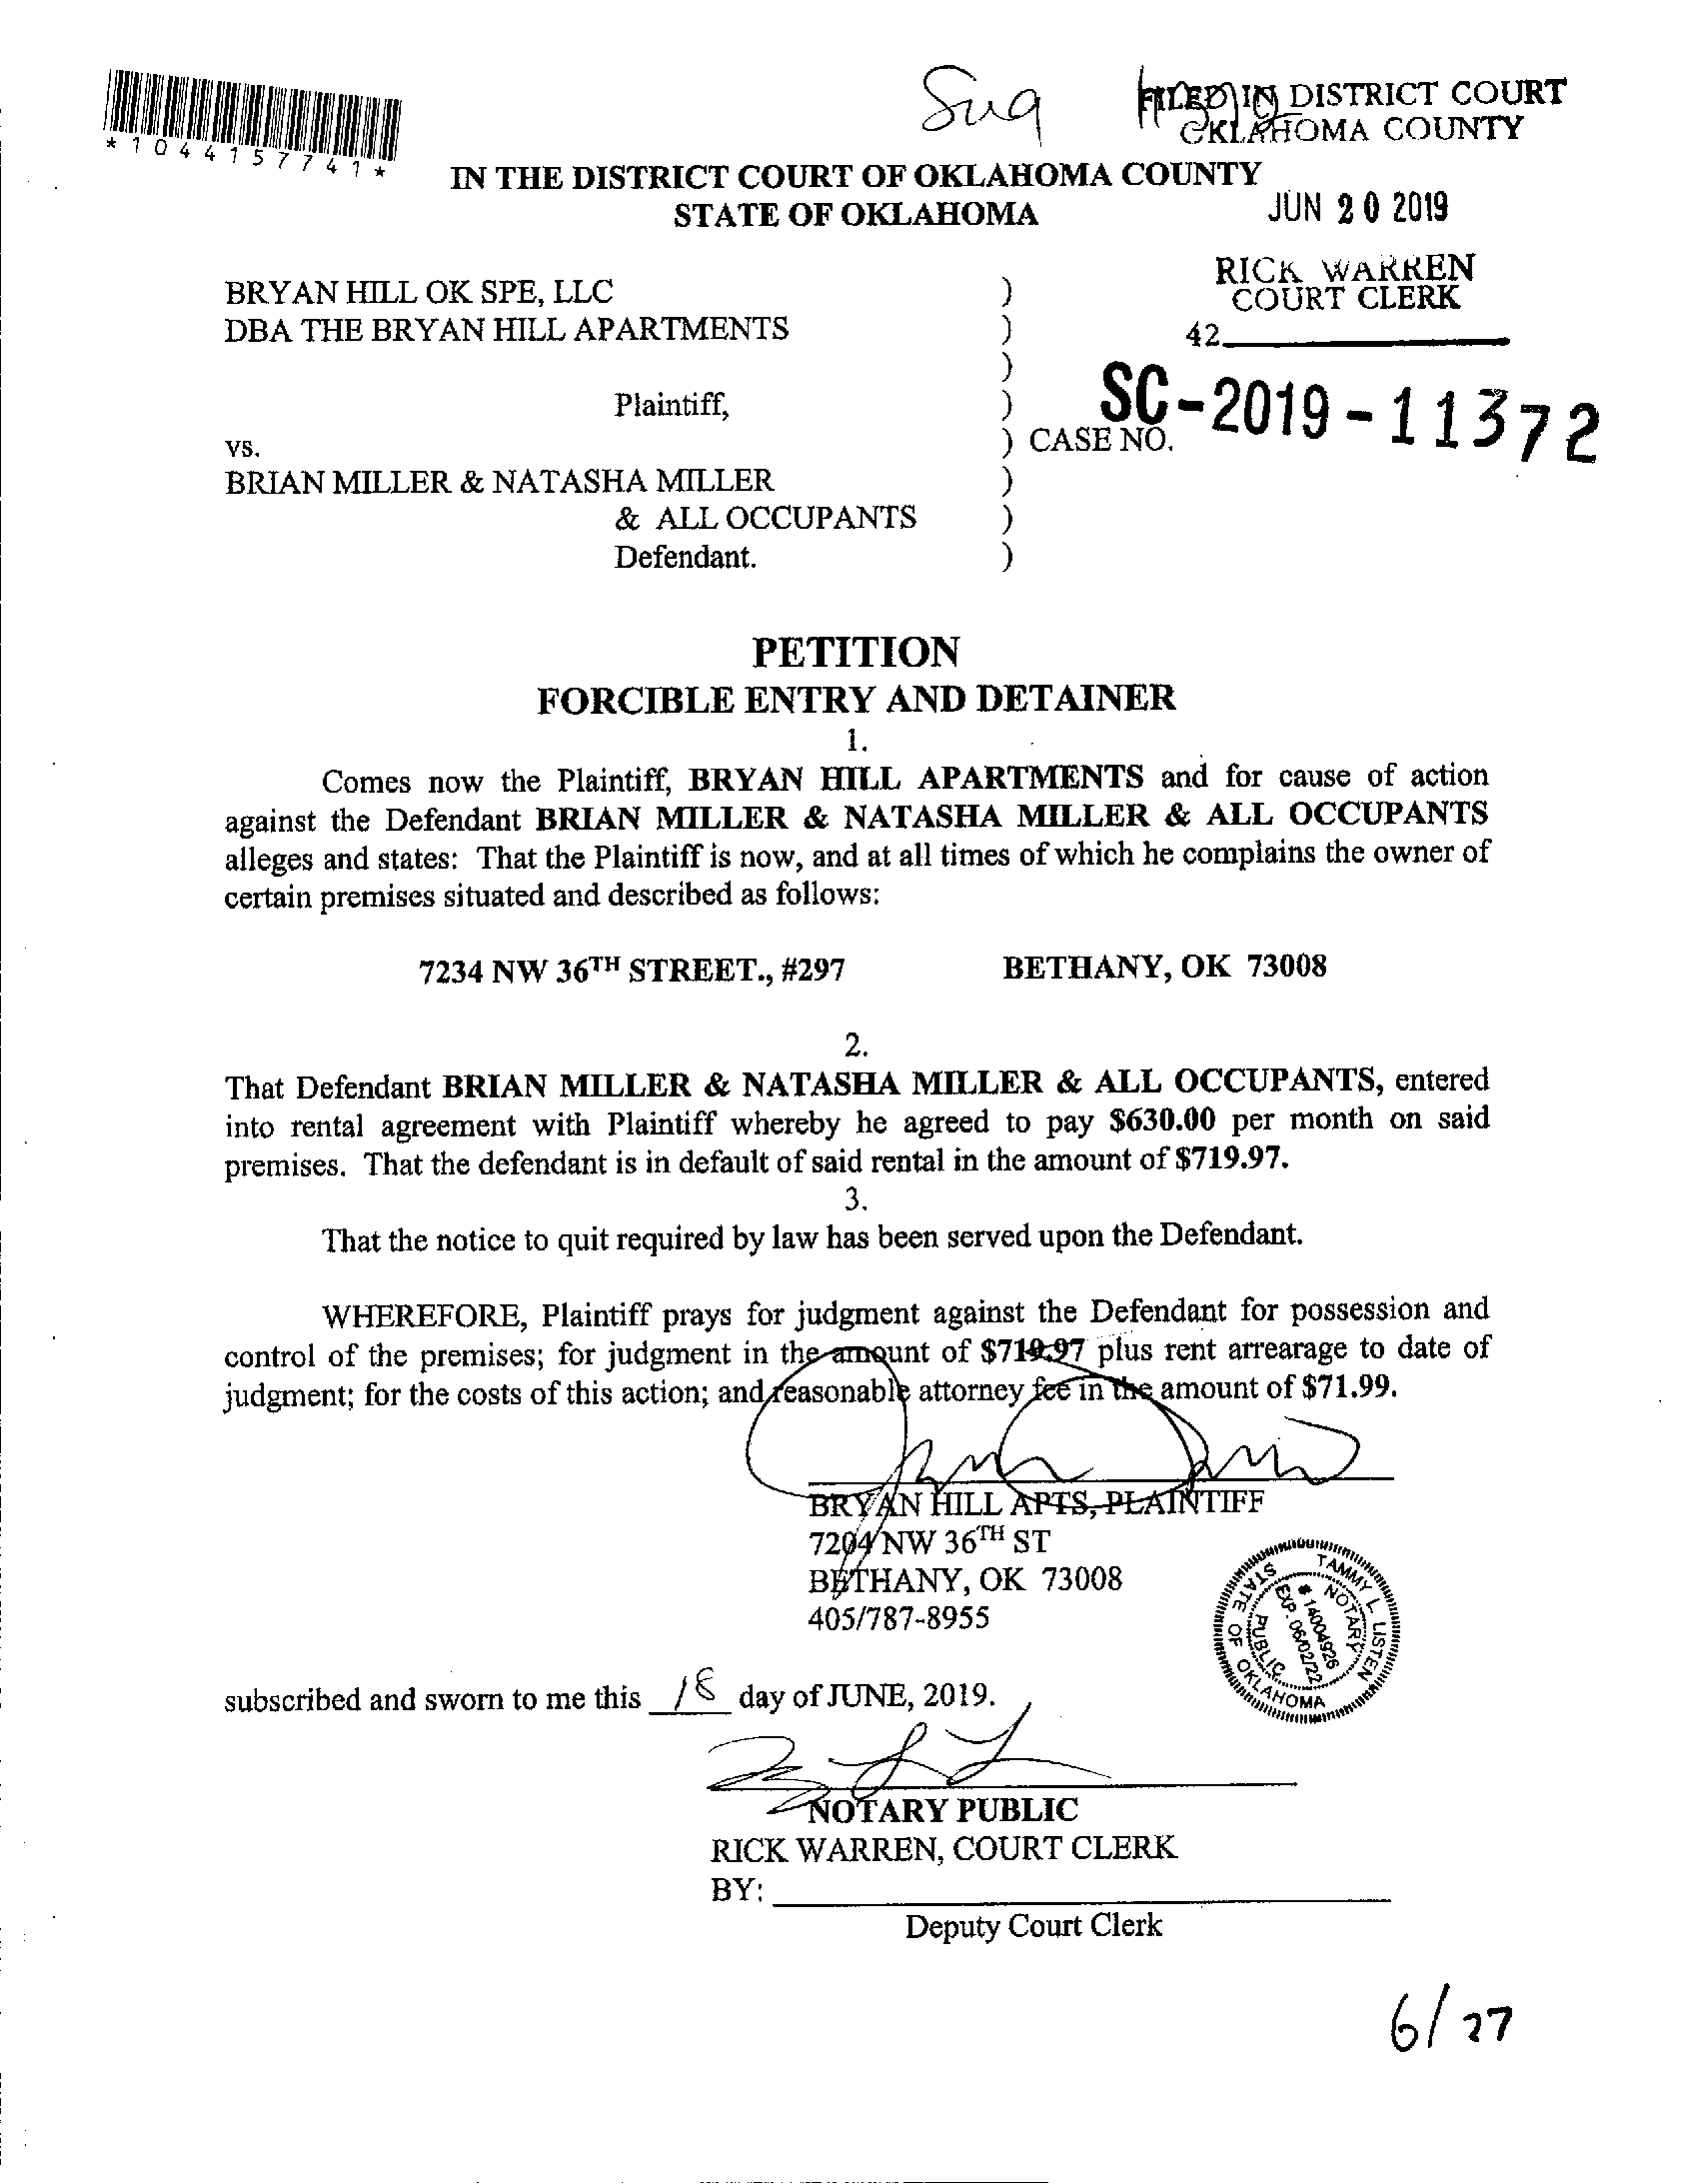 *1044157741*
FILED IN DISTRICT COURT
OKLAHOMA COUNTY
IN THE DISTRICT COURT OF OKLAHOMA COUNTY
STATE OF OKLAHOMA
JUN 20 2019
RICK WARREN
COURT CLERK
42
BRYAN HILL OK SPE, LLC )
DBA THE BRYAN HILL APARTMENTS )
)
Plaintiff, )
SC-2019-11372
vs. ) CASE NO.
BRIAN MILLER & NATASHA MILLER )
& ALL OCCUPANTS )
Defendant. )
PETITION
FORCIBLE ENTRY AND DETAINER
1.
Comes now the Plaintiff, BRYAN HILL APARTMENTS and for cause of action
against the Defendant BRIAN MILLER & NATASHA MILLER & ALL OCCUPANTS
alleges and states: That the Plaintiff is now, and at all times of which he complains the owner of
certain premises situated and described as follows:
7234 NW 36TH STREET., #297 BETHANY, OK 73008
2.
That Defendant BRIAN MILLER & NATASHA MILLER & ALL OCCUPANTS, entered
into rental agreement with Plaintiff whereby he agreed to pay $630.00 per month on said
premises. That the defendant is in default of said rental in the amount of $719.97.
3.
That the notice to quit required by law has been served upon the Defendant.
WHEREFORE, Plaintiff prays for judgment against the Defendant for possession and
control of the premises; for judgment in the amount of $719.97 plus rent arrearage to date of
judgment; for the costs of this action; and reasonable attorney fee in the amount of $71.99.
BRYAN HILL APTS, PLAINTIFF
7204 NW 36TH ST
BETHANY, OK 73008
405/787-8955
TAMMY L. LISTEN
NOTARY PUBLIC
# 14004926
EXP. 06/02/22
STATE OF OKLAHOMA
subscribed and sworn to me this 18 day of JUNE, 2019.
NOTARY PUBLIC
RICK WARREN, COURT CLERK
BY:
Deputy Court Clerk
6/27